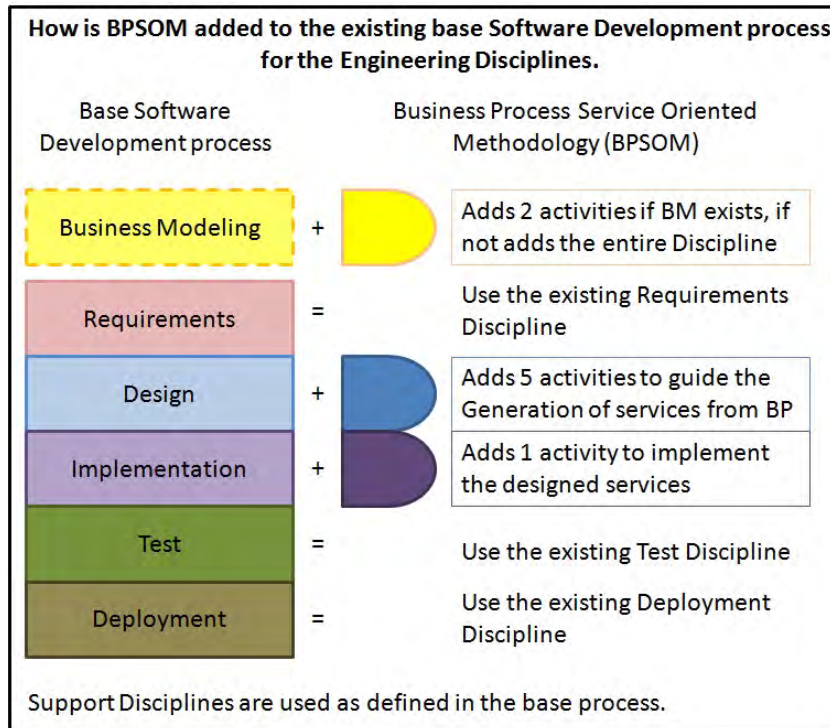 How is BPSOM added to the existing base Software Development process
for the Engineering Disciplines.
Base Software
Development process
Business Process Service Oriented
Methodology (BPSOM)
Business Modeling
+
Adds 2 activities if BM exists, if
not adds the entire Discipline
Requirements
=
Use the existing Requirements
Discipline
Design
+
Adds 5 activities to guide the
Generation of services from BP
Implementation
+
Adds 1 activity to implement
the designed services
Test
=
Use the existing Test Discipline
Deployment
=
Use the existing Deployment
Discipline
Support Disciplines are used as defined in the base process.